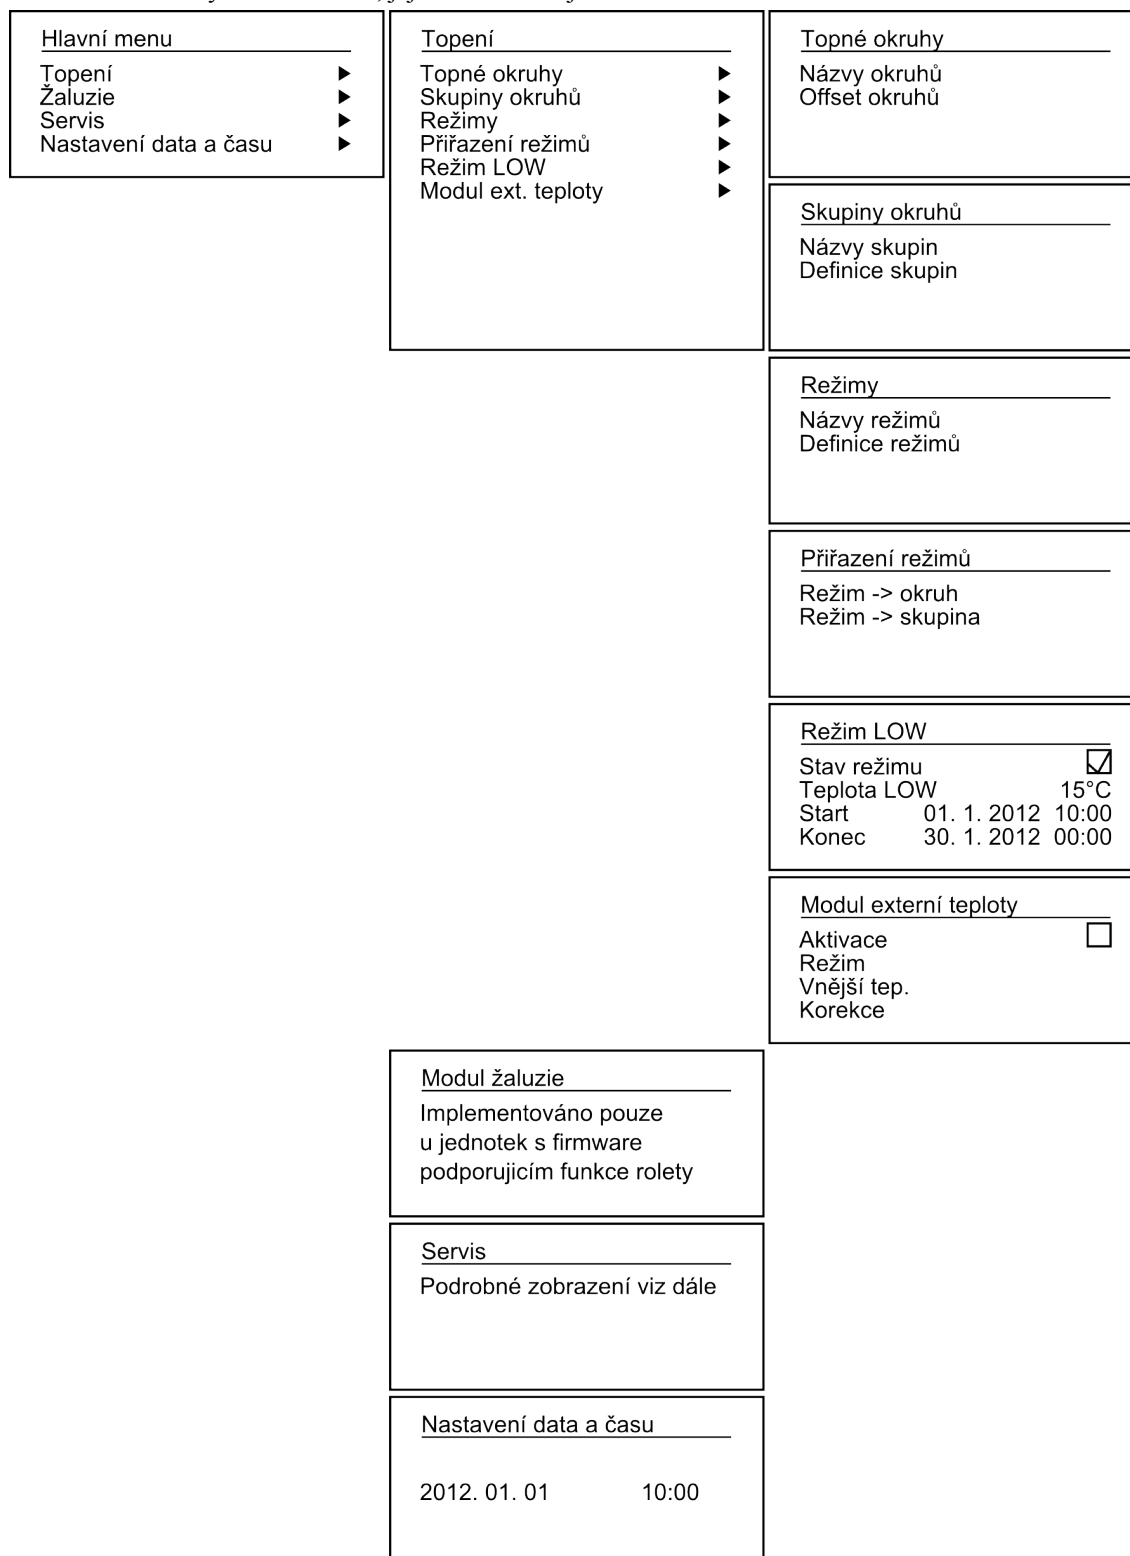 Hlavní menu
Topení ▶
Žaluzie ▶
Servis ▶
Nastavení data a času ▶
Topení
Topné okruhy ▶
Skupiny okruhů ▶
Režimy ▶
Přiřazení režimů ▶
Režim LOW ▶
Modul ext. teploty ▶
Topné okruhy
Názvy okruhů
Offset okruhů
Skupiny okruhů
Názvy skupin
Definice skupin
Režimy
Názvy režimů
Definice režimů
Přiřazení režimů
Režim -> okruh
Režim -> skupina
Režim LOW
Stav režimu
Teplota LOW 15°C
Start 01. 1. 2012 10:00
Konec 30. 1. 2012 00:00
Modul externí teploty
Aktivace
Režim
Vnější tep.
Korekce
Modul žaluzie
Implementováno pouze
u jednotek s firmware
podporujicím funkce rolety
Servis
Podrobné zobrazení viz dále
Nastavení data a času
2012. 01. 01 10:00